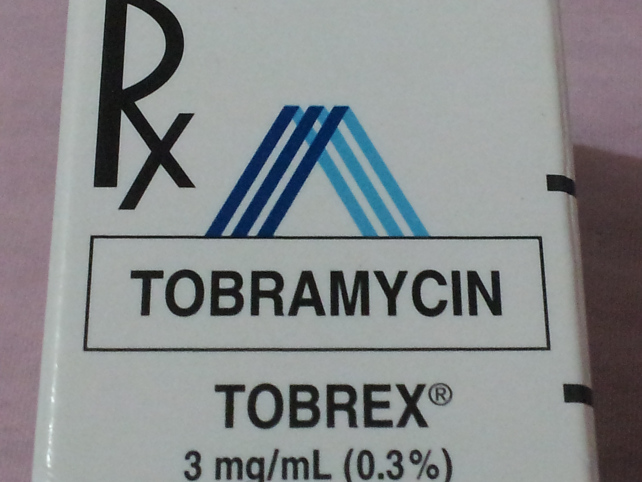 Rx
TOBRAMYCIN
TOBREX®
3 mg/mL (0.3%)